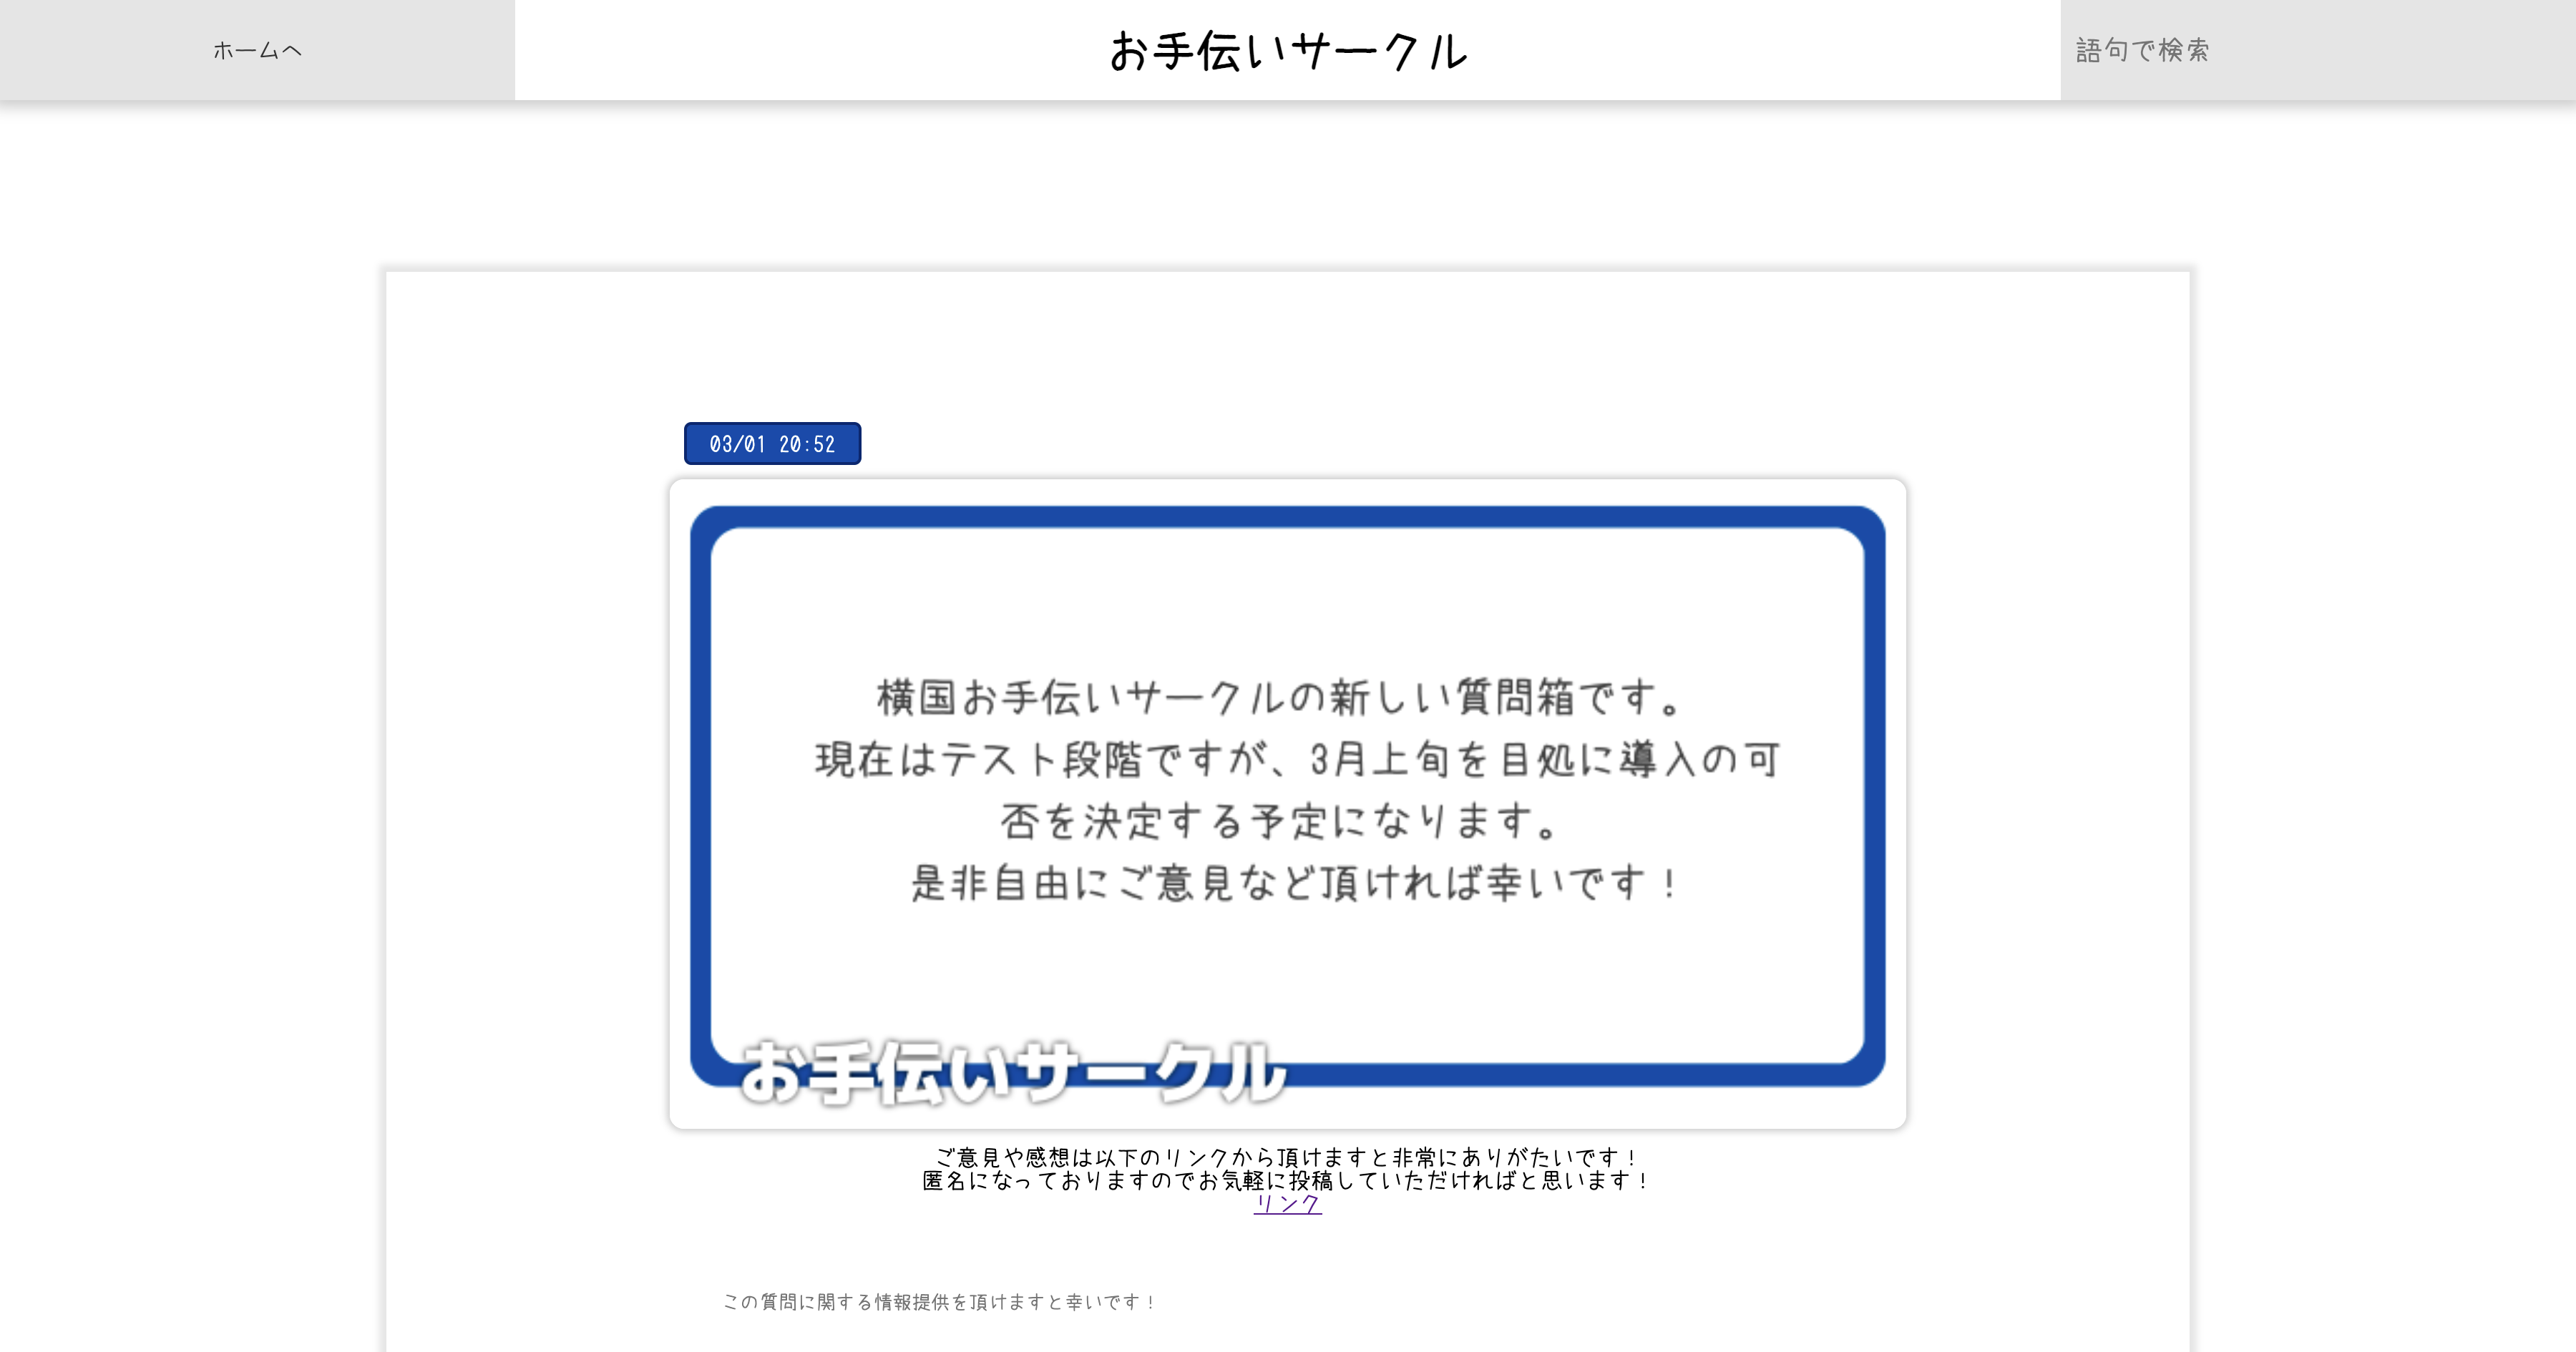 ホームへ
お手伝いサークル
語句で検索
03/01 20:52
横国お手伝いサークルの新しい質問箱です。
現在はテスト段階ですが、3月上旬を目処に導入の可
否を決定する予定になります。
是非自由にご意見など頂ければ幸いです！
お手伝いサークル
ご意見や感想は以下のリンクから頂けますと非常にありがたいです！
匿名になっておりますのでお気軽に投稿していただければと思います！
リンク
この質問に関する情報提供を頂けますと幸いです！